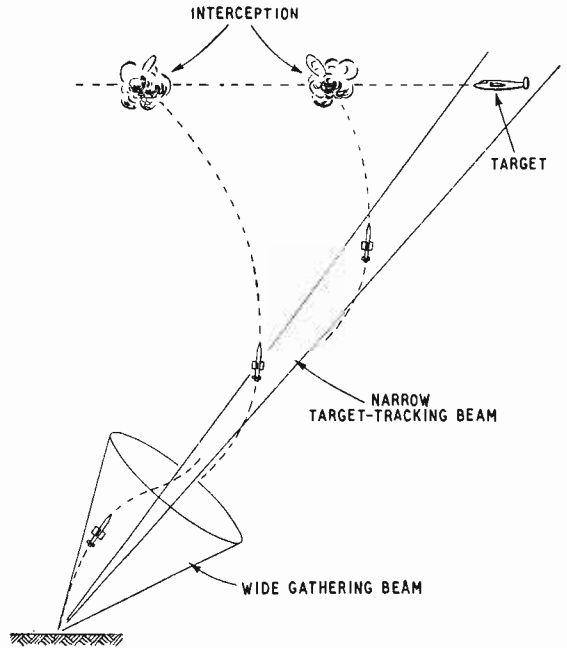 INTERCEPTION
TARGET
NARROW
TARGET-TRACKING BEAM
WIDE GATHERING BEAM